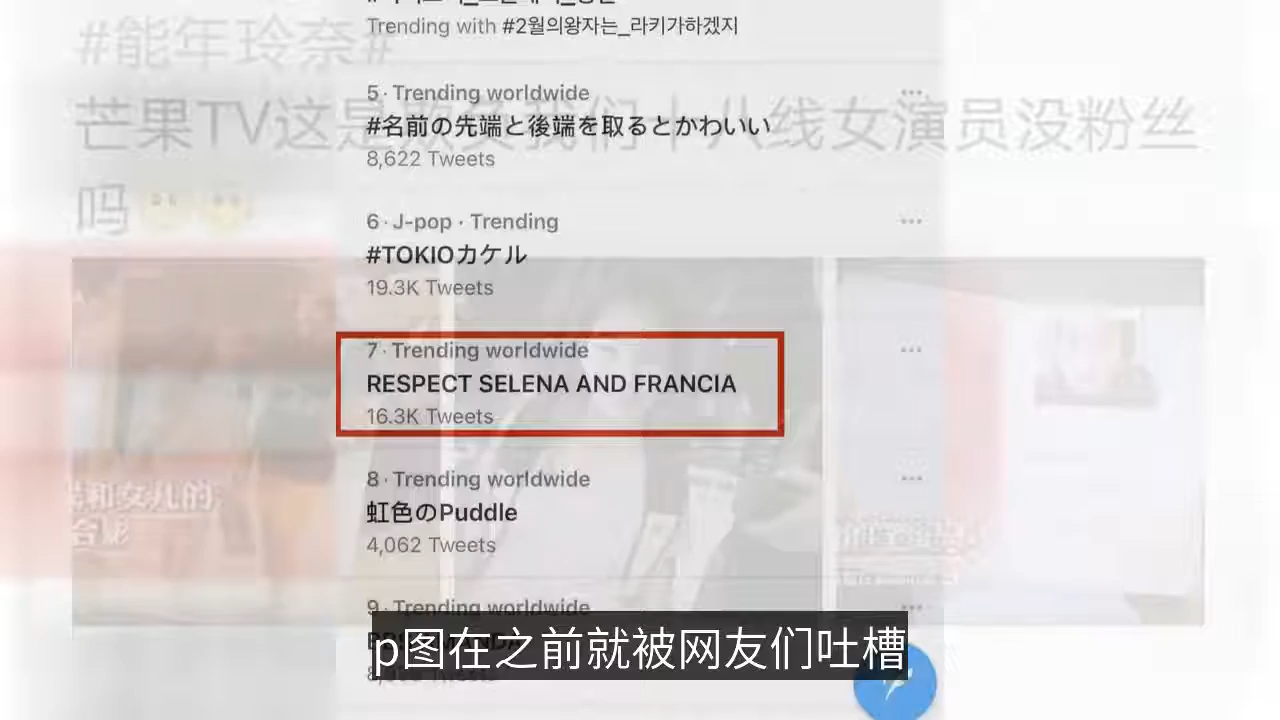 #能年玲奈#
芒果TV这是欺负我们十八线女演员没粉丝
吗
Trending with #2월의왕자는_라키가하겠지
5 · Trending worldwide
#名前の先端と後端を取るとかわいい
8,622 Tweets
6 · J-pop · Trending
#TOKIOカケル
19.3K Tweets
7 · Trending worldwide
RESPECT SELENA AND FRANCIA
16.3K Tweets
8 · Trending worldwide
虹色のPuddle
4,062 Tweets
9 · Trending worldwide
和女儿的
合影
p图在之前就被网友们吐槽